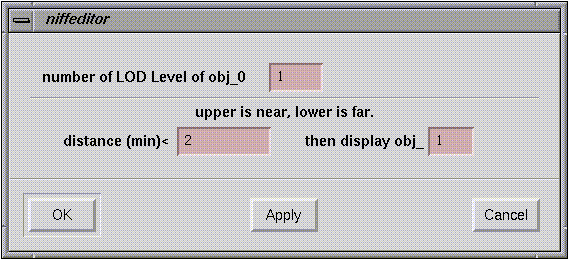 niffeditor
number of LOD Level of obj_0 1
upper is near, lower is far.
distance (min)< 2 then display obj_ 1
OK Apply Cancel